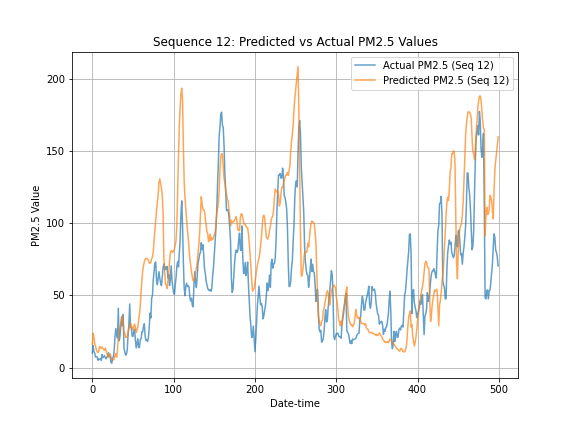 Sequence 12: Predicted vs Actual PM2.5 Values
Actual PM2.5 (Seq 12)
Predicted PM2.5 (Seq 12)
PM2.5 Value
200
150
100
50
0
0 100 200 300 400 500
Date-time